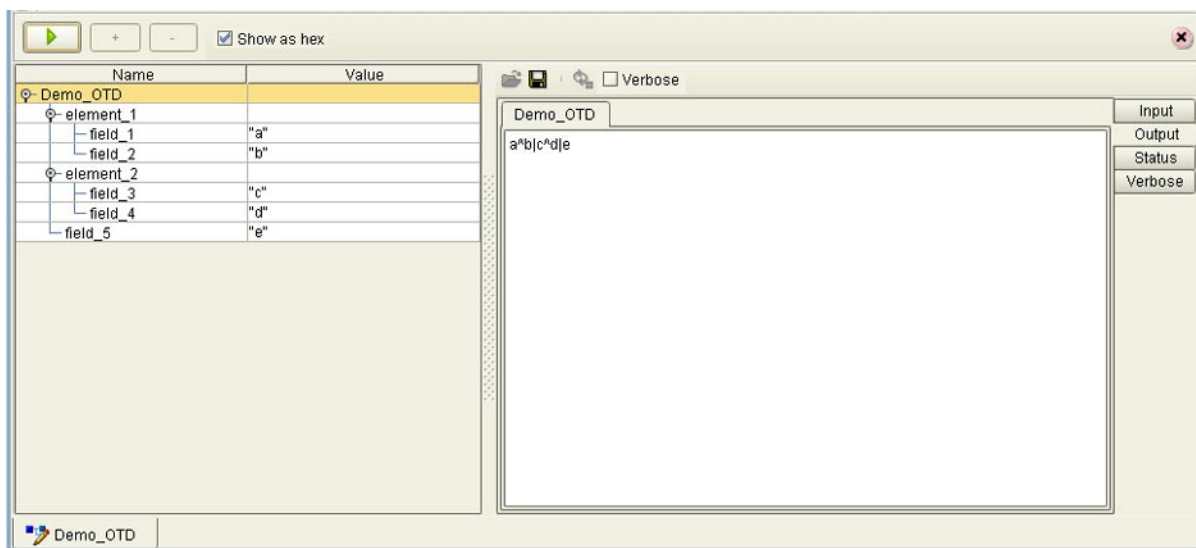 + - Show as hex
Name Value
Demo_OTD
element_1
field_1 "a"
field_2 "b"
element_2
field_3 "c"
field_4 "d"
field_5 "e"
Verbose
Demo_OTD
a^b|c^d|e
Input
Output
Status
Verbose
Demo_OTD